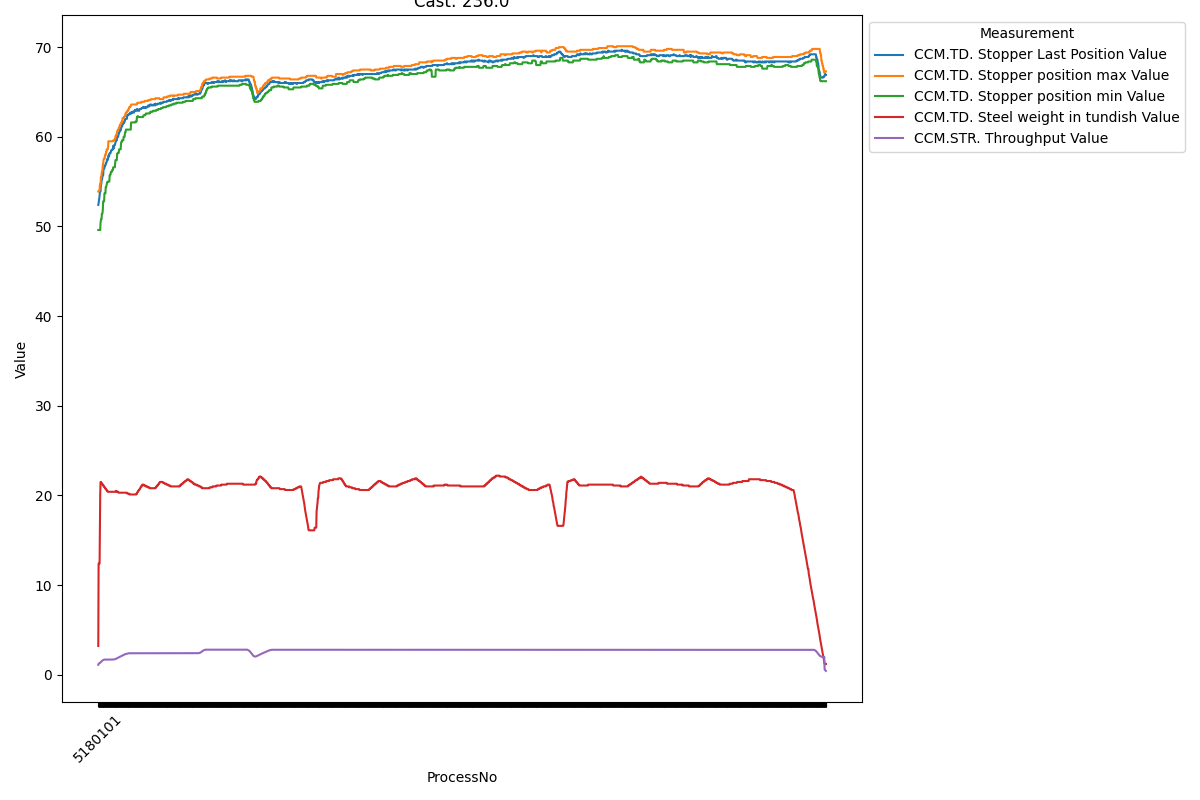 Cast: 236.0
70
60
50
40
30
20
10
0
Value
5180101
ProcessNo
Measurement
CCM.TD. Stopper Last Position Value
CCM.TD. Stopper position max Value
CCM.TD. Stopper position min Value
CCM.TD. Steel weight in tundish Value
CCM.STR. Throughput Value